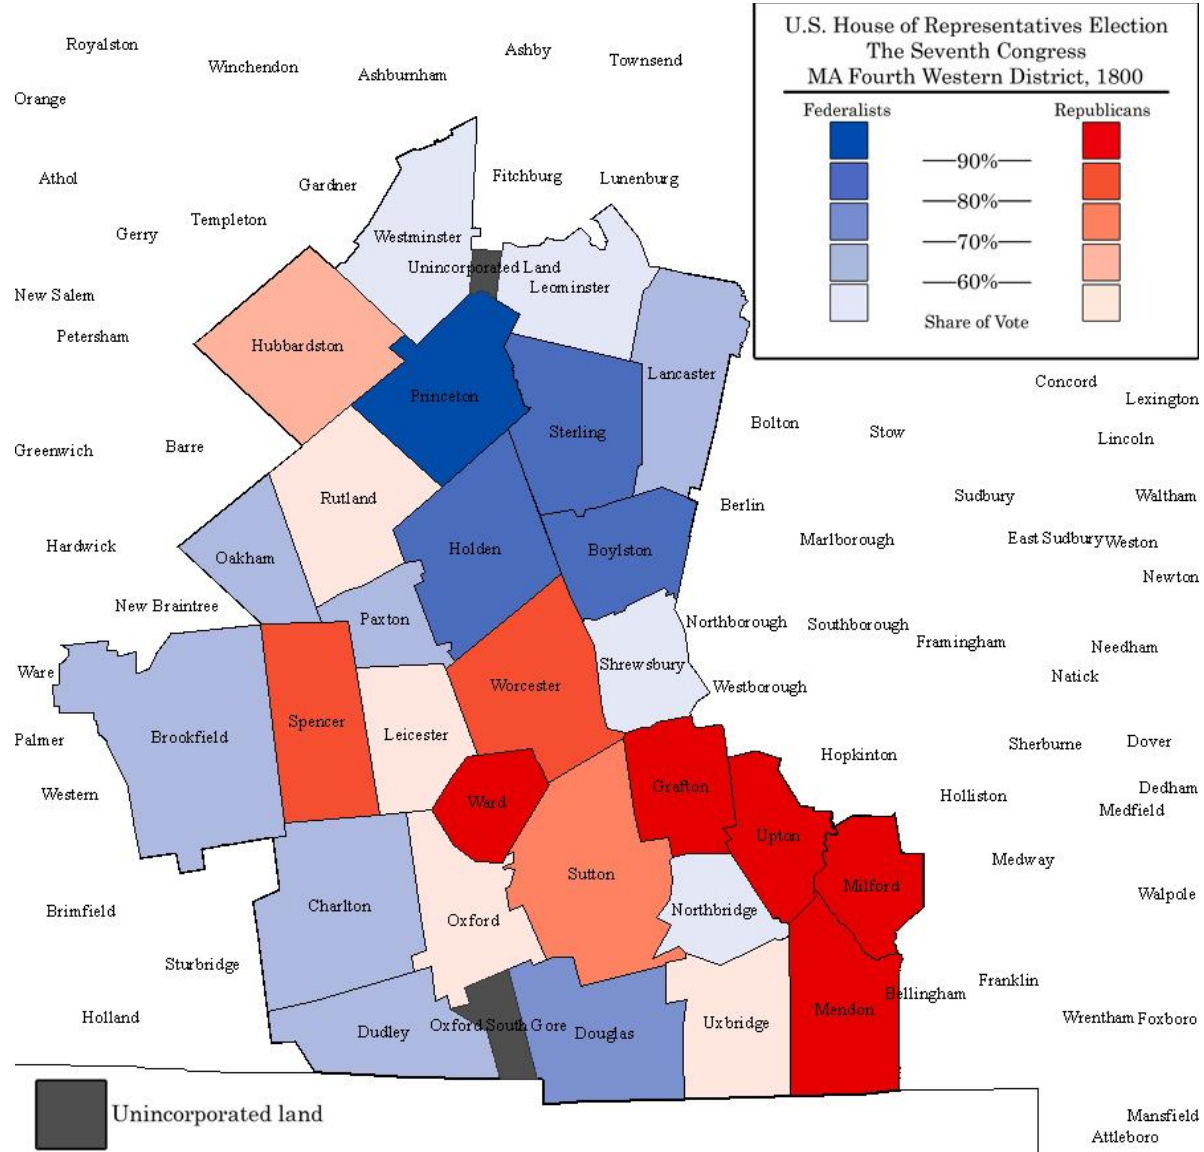 U.S. House of Representatives Election
The Seventh Congress
MA Fourth Western District, 1800
Federalists
Republicans
90%
80%
70%
60%
Share of Vote
Royalston
Winchendon
Ashburnham
Ashby
Townsend
Orange
Athol
Gardner
Fitchburg
Lunenburg
Templeton
Gerry
Westminster
Unincorporated Land
Leominster
New Salem
Petersham
Hubbardston
Lancaster
Princeton
Concord
Lexington
Sterling
Bolton
Stow
Lincoln
Greenwich
Barre
Rutland
Berlin
Sudbury
Waltham
Hardwick
Oakham
Holden
Boylston
Marlborough
East Sudbury
Weston
Newton
New Braintree
Paxton
Northborough
Southborough
Framingham
Needham
Ware
Shrewsbury
Natick
Worcester
Westborough
Spencer
Leicester
Brookfield
Palmer
Hopkinton
Sherburne
Dover
Western
Ward
Grafton
Holliston
Dedham
Medfield
Upton
Medway
Sutton
Milford
Walpole
Brimfield
Charlton
Oxford
Northbridge
Sturbridge
Franklin
Bellingham
Mendon
Holland
Dudley
Oxford South Gore
Douglas
Uxbridge
Wrentham
Foxboro
Unincorporated land
Mansfield
Attleboro